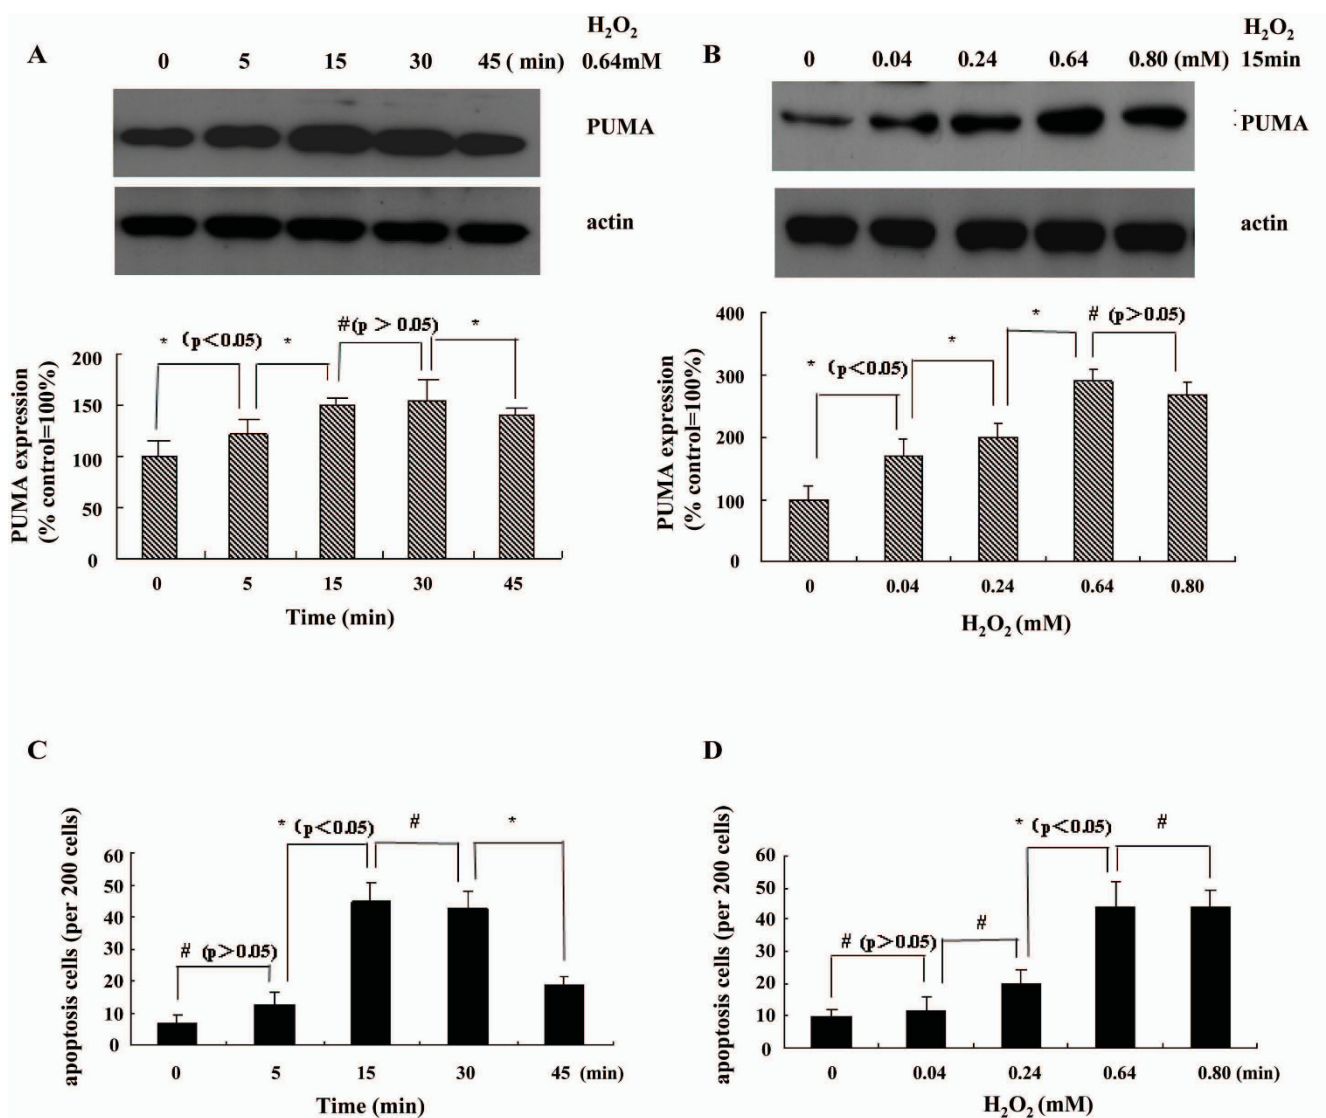 A
0 5 15 30 45 ( min)
H₂O₂
0.64mM
PUMA
actin
* (p<0.05) * #(p > 0.05) *
PUMA expression
(% control=100%)
200
150
100
50
0
0 5 15 30 45
Time (min)
B
0 0.04 0.24 0.64 0.80 (mM)
H₂O₂
15min
PUMA
actin
* (p<0.05) * * # (p>0.05)
PUMA expression
(% control=100%)
400
300
200
100
0
0 0.04 0.24 0.64 0.80
H₂O₂ (mM)
C
# (p>0.05) * (p<0.05) # *
apoptosis cells (per 200 cells)
60
50
40
30
20
10
0
0 5 15 30 45 (min)
Time (min)
D
# (p>0.05) # * (p<0.05) #
apoptosis cells (per 200 cells)
60
50
40
30
20
10
0
0 0.04 0.24 0.64 0.80 (min)
H₂O₂ (mM)